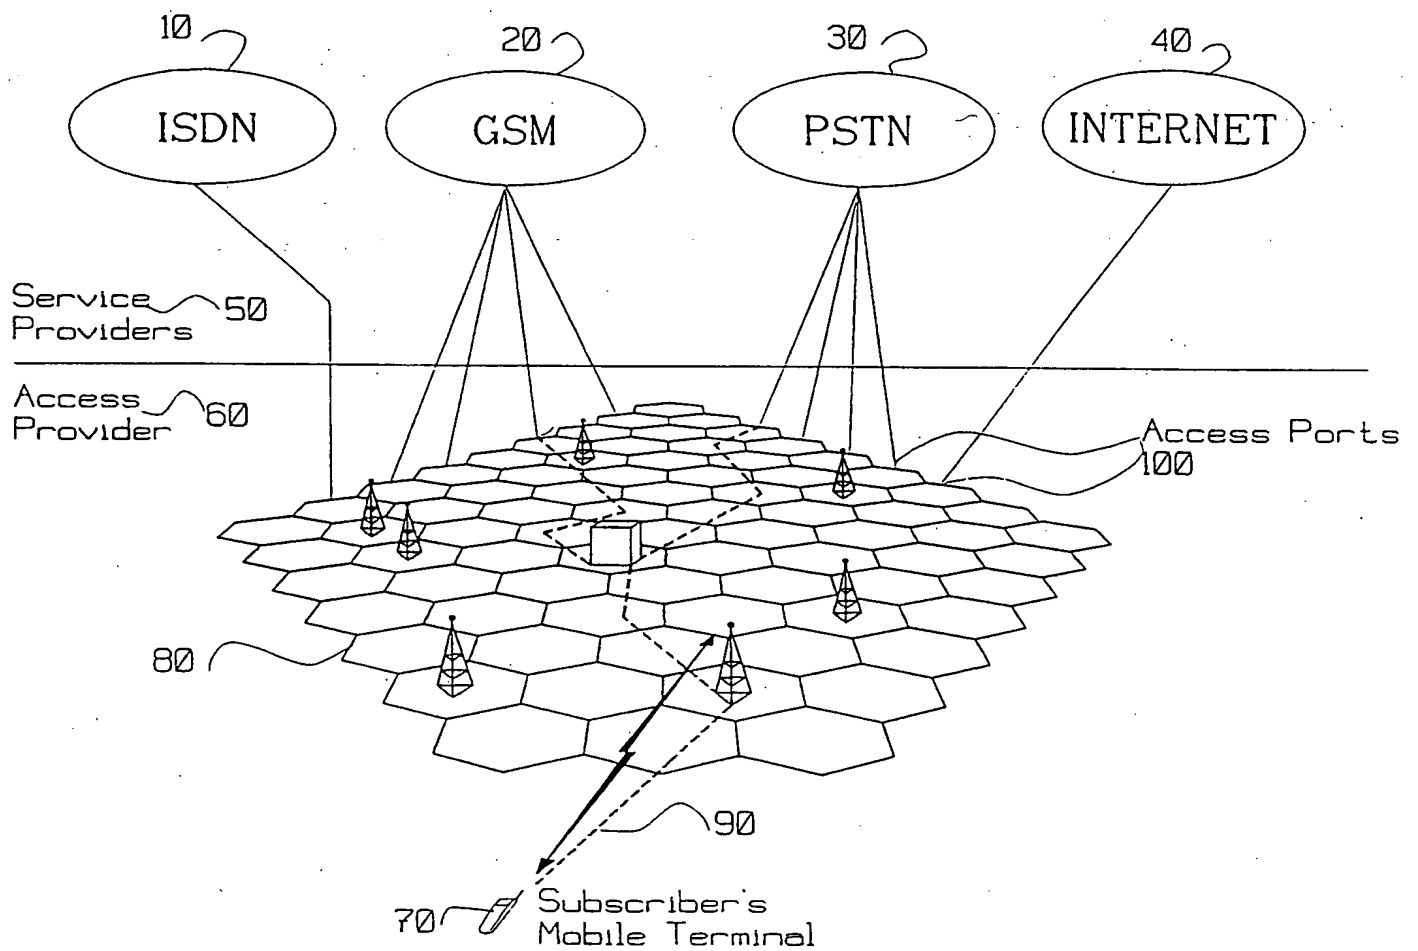 10
20
30
40
ISDN
GSM
PSTN
INTERNET
Service
Providers
50
Access
Provider
60
Access Ports
100
80
90
70
Subscriber's
Mobile Terminal